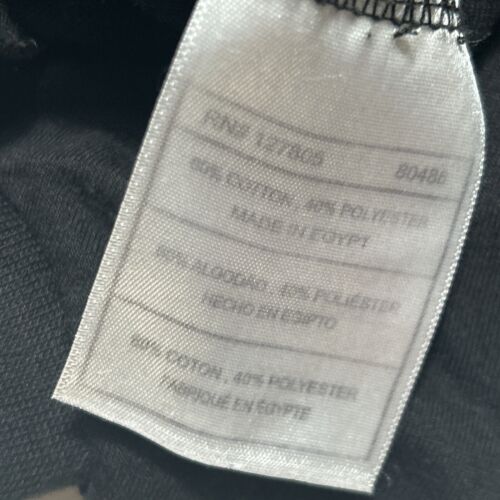 RN# 127805 80486
60% COTTON , 40% POLYESTER
MADE IN EGYPT
60% ALGODAO , 40% POLIÉSTER
HECHO EN EGIPTO
60% COTON , 40% POLYESTER
FABRIQUÉ EN ÉGYPTE